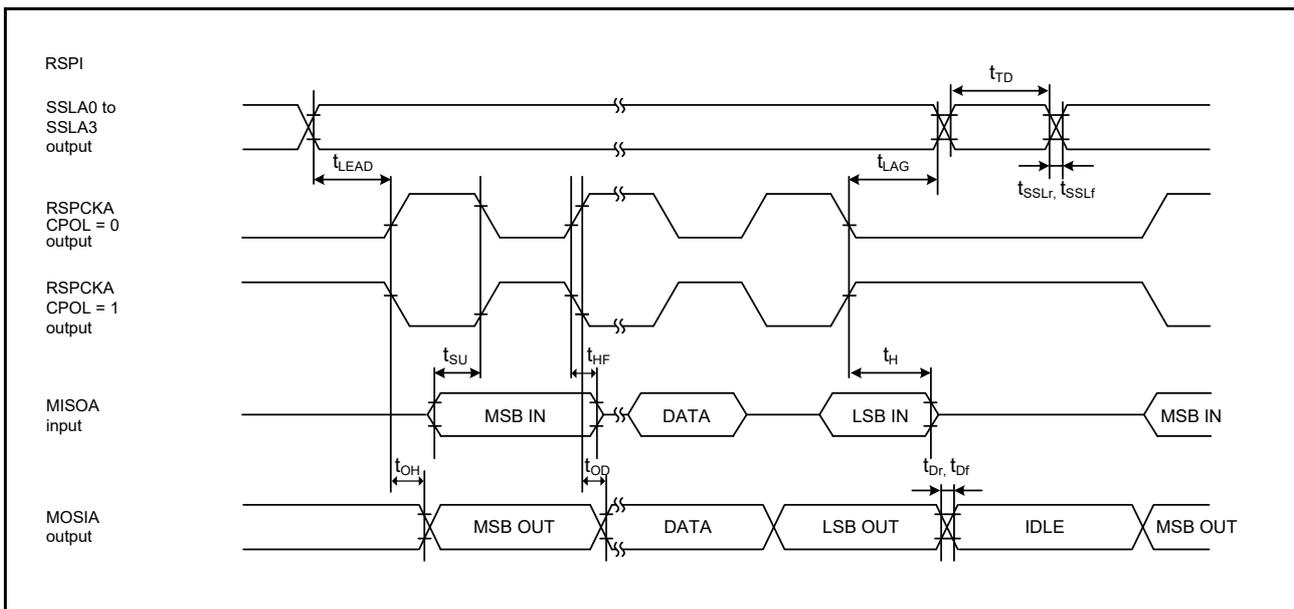 RSPI
SSLA0 to
SSLA3
output
tTD
tLEAD
tLAG
tSSLr, tSSLf
RSPCKA
CPOL = 0
output
RSPCKA
CPOL = 1
output
tSU
tHF
tH
MISOA
input
MSB IN
DATA
LSB IN
MSB IN
tOH
tOD
tDr, tDf
MOSIA
output
MSB OUT
DATA
LSB OUT
IDLE
MSB OUT